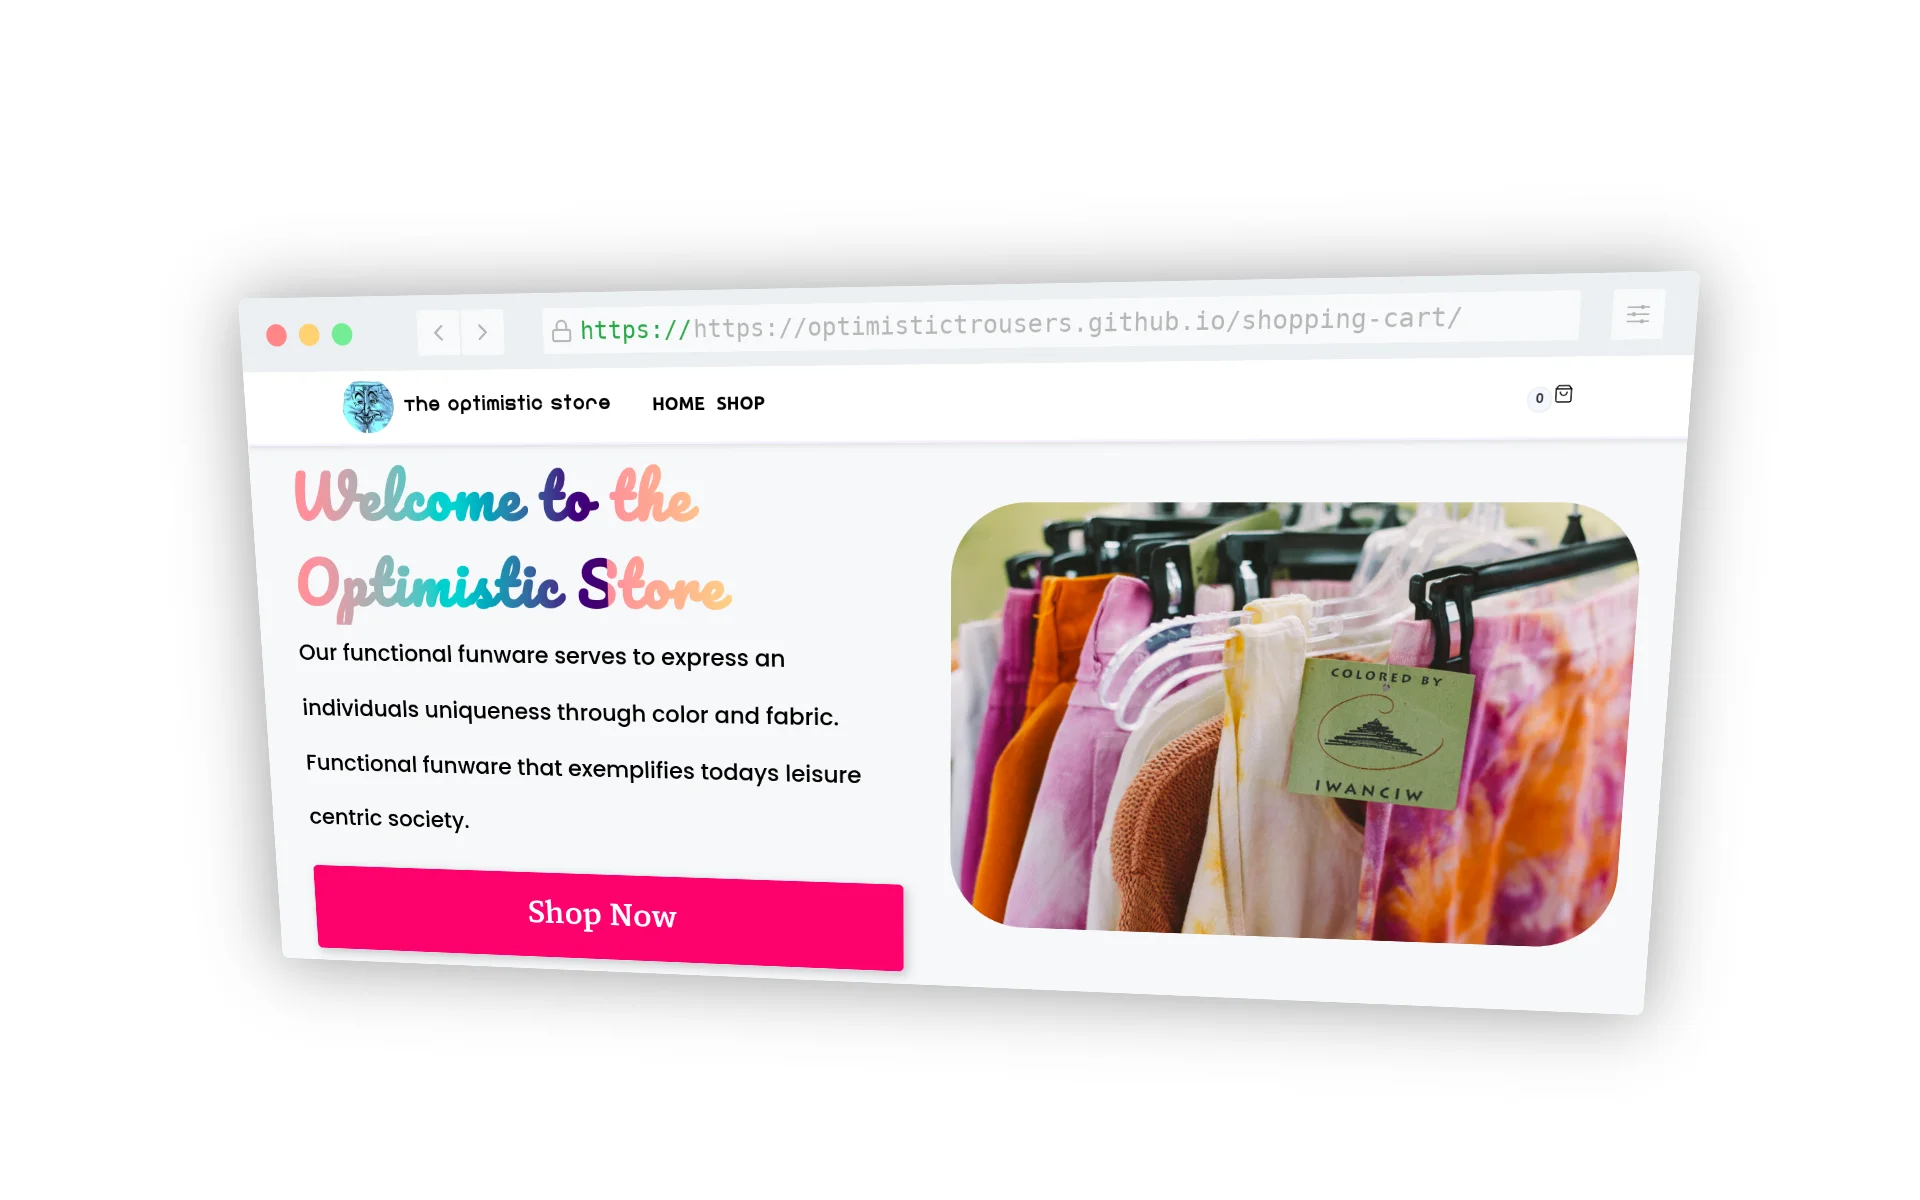 https://https://optimistictrousers.github.io/shopping-cart/
The optimistic store HOME SHOP 0
Welcome to the
Optimistic Store
Our functional funware serves to express an
individuals uniqueness through color and fabric.
Functional funware that exemplifies todays leisure
centric society.
Shop Now
COLORED BY
IWANCIW